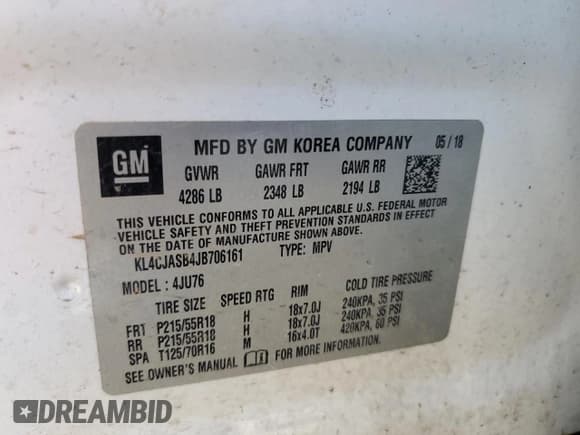 GM
MFD BY GM KOREA COMPANY 05/18
GVWR GAWR FRT GAWR RR
4286 LB 2348 LB 2194 LB
THIS VEHICLE CONFORMS TO ALL APPLICABLE U.S. FEDERAL MOTOR
VEHICLE SAFETY AND THEFT PREVENTION STANDARDS IN EFFECT
ON THE DATE OF MANUFACTURE SHOWN ABOVE.
KL4CJASB4JB706161 TYPE: MPV
MODEL: 4JU76
TIRE SIZE SPEED RTG RIM COLD TIRE PRESSURE
FRT P215/55R18 H 18x7.0J 240KPA, 35 PSI
RR P215/55R18 H 18x7.0J 240KPA, 35 PSI
SPA T125/70R16 M 16x4.0T 420KPA, 60 PSI
SEE OWNER'S MANUAL FOR MORE INFORMATION.
DREAMBID